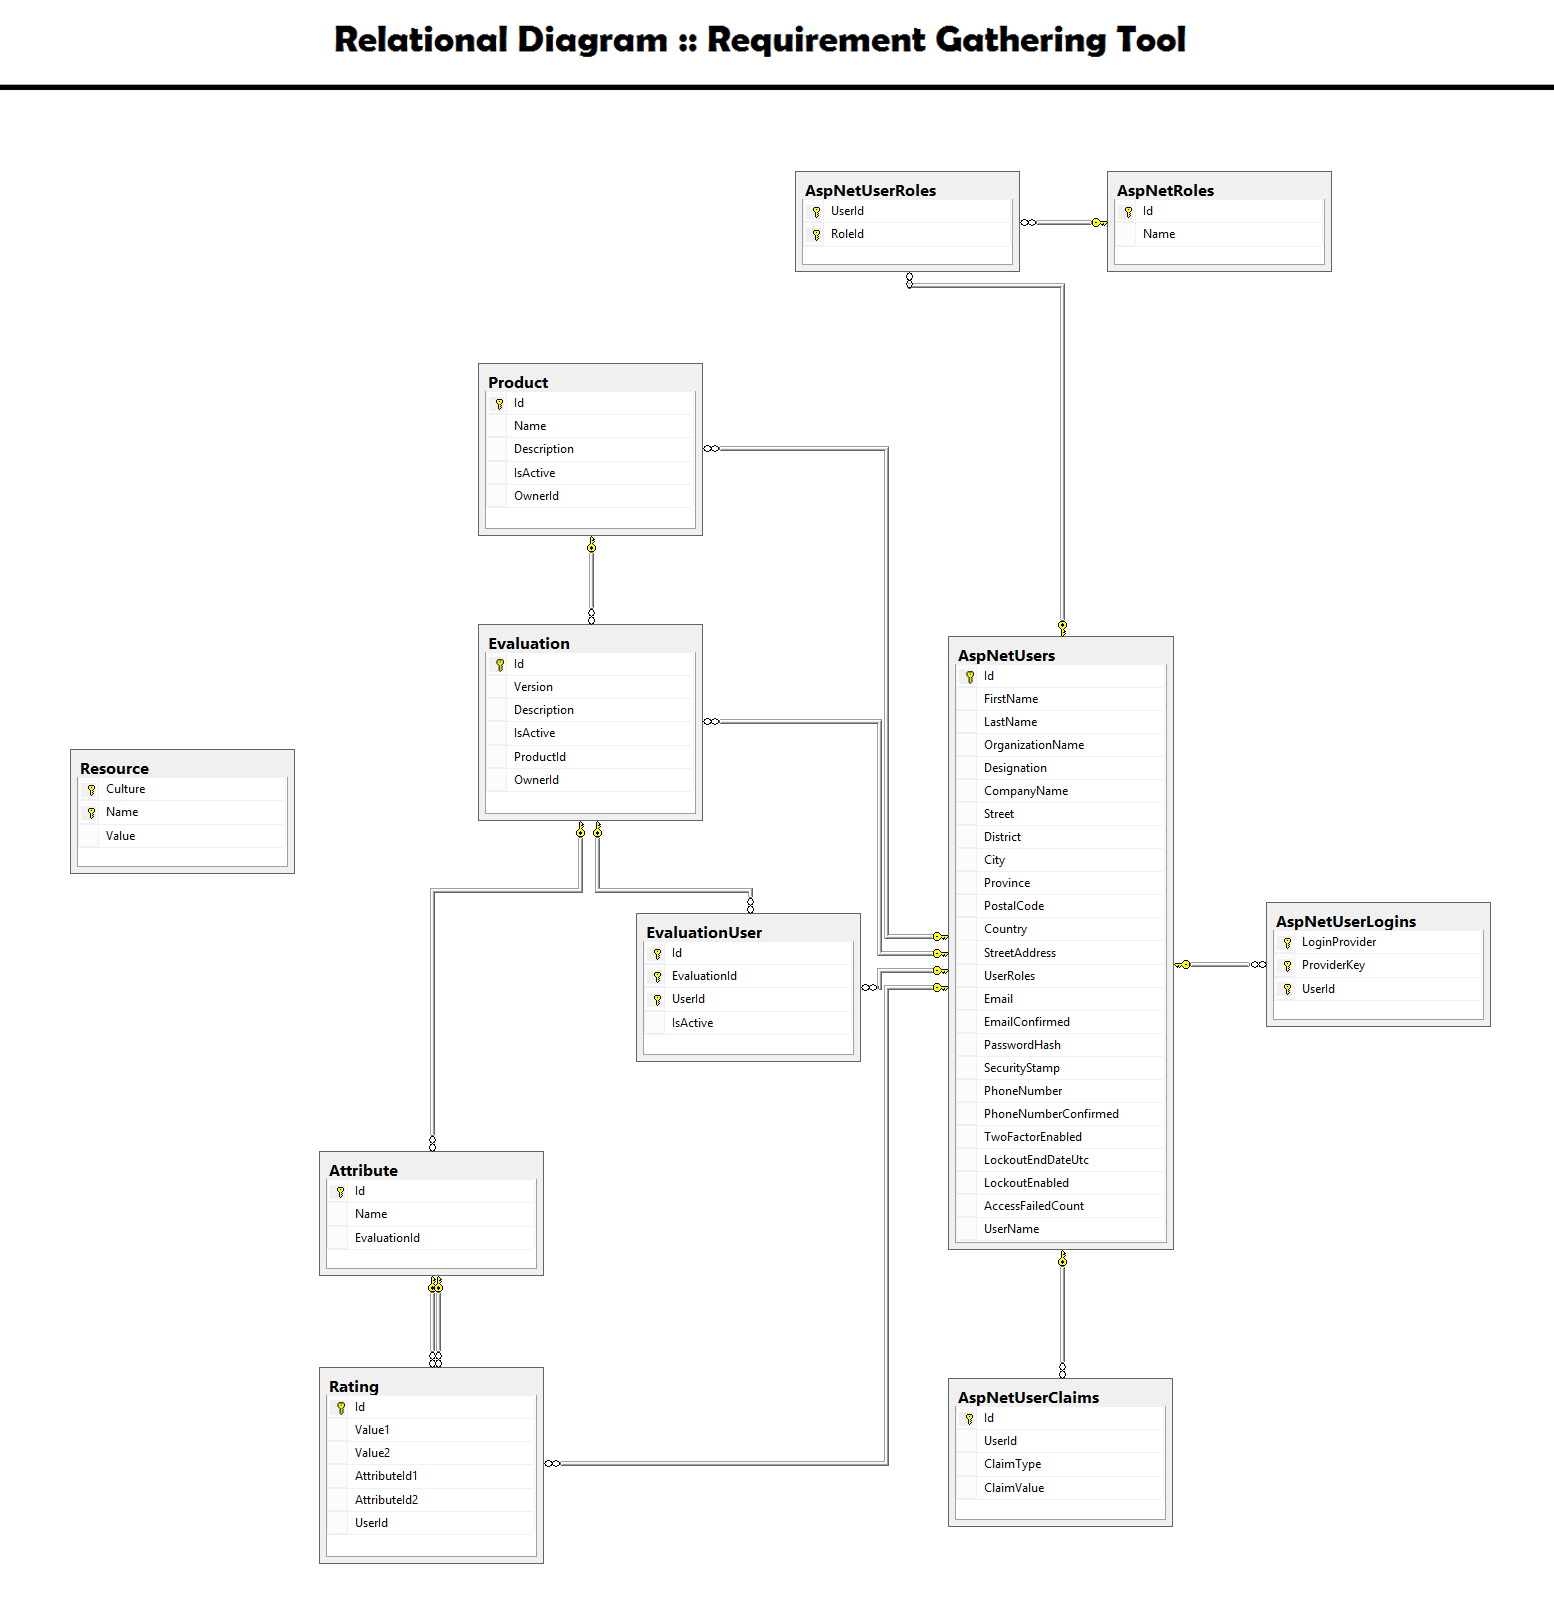 Relational Diagram :: Requirement Gathering Tool
AspNetUserRoles
UserId
RoleId
AspNetRoles
Id
Name
Product
Id
Name
Description
IsActive
OwnerId
Evaluation
Id
Version
Description
IsActive
ProductId
OwnerId
Resource
Culture
Name
Value
EvaluationUser
Id
EvaluationId
UserId
IsActive
AspNetUsers
Id
FirstName
LastName
OrganizationName
Designation
CompanyName
Street
District
City
Province
PostalCode
Country
StreetAddress
UserRoles
Email
EmailConfirmed
PasswordHash
SecurityStamp
PhoneNumber
PhoneNumberConfirmed
TwoFactorEnabled
LockoutEndDateUtc
LockoutEnabled
AccessFailedCount
UserName
AspNetUserLogins
LoginProvider
ProviderKey
UserId
Attribute
Id
Name
EvaluationId
Rating
Id
Value1
Value2
AttributeId1
AttributeId2
UserId
AspNetUserClaims
Id
UserId
ClaimType
ClaimValue